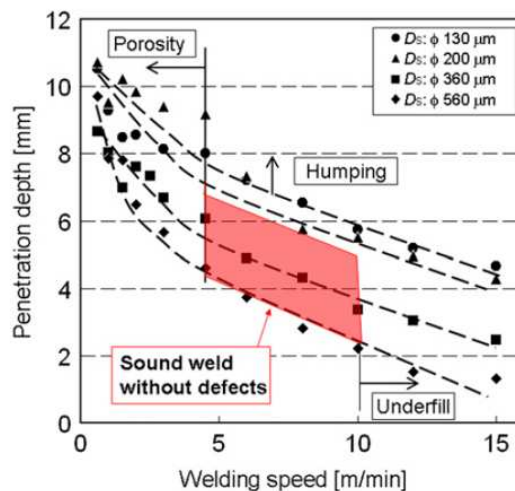 12
10
8
6
4
2
0
Penetration depth [mm]
Porosity
Ds: ϕ 130 μm
Ds: ϕ 200 μm
Ds: ϕ 360 μm
Ds: ϕ 560 μm
Humping
Sound weld
without defects
Underfill
0
5
10
15
Welding speed [m/min]